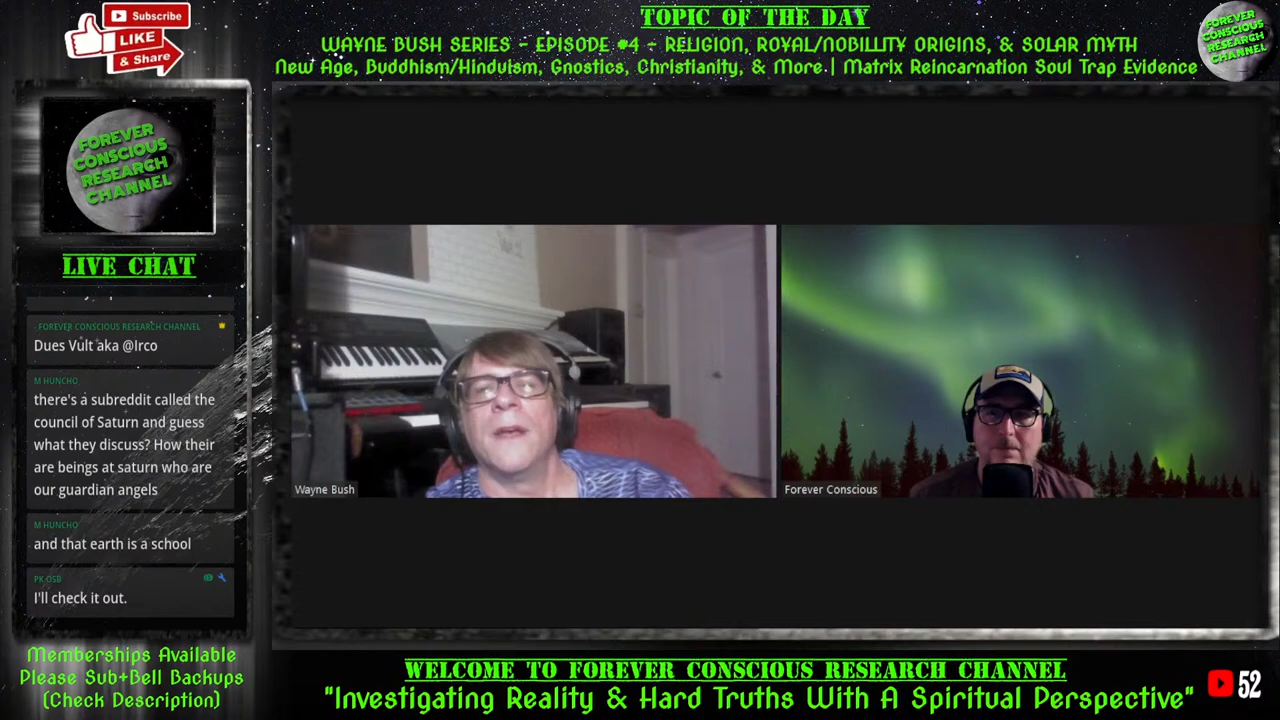 Subscribe
LIKE
& Share
TOPIC OF THE DAY
WAYNE BUSH SERIES - EPISODE #4 - RELIGION, ROYAL/NOBILLITY ORIGINS, & SOLAR MYTH
New Age, Buddhism/Hinduism, Gnostics, Christianity, & More | Matrix Reincarnation Soul Trap Evidence
FOREVER
CONSCIOUS
RESEARCH
CHANNEL
FOREVER
CONSCIOUS
RESEARCH
CHANNEL
LIVE CHAT
FOREVER CONSCIOUS RESEARCH CHANNEL
Dues Vult aka @Irco
M HUNCHO
there's a subreddit called the
council of Saturn and guess
what they discuss? How their
are beings at saturn who are
our guardian angels
M HUNCHO
and that earth is a school
PK OSB
I'll check it out.
Wayne Bush
Forever Conscious
Memberships Available
Please Sub+Bell Backups
(Check Description)
WELCOME TO FOREVER CONSCIOUS RESEARCH CHANNEL
"Investigating Reality & Hard Truths With A Spiritual Perspective"
52